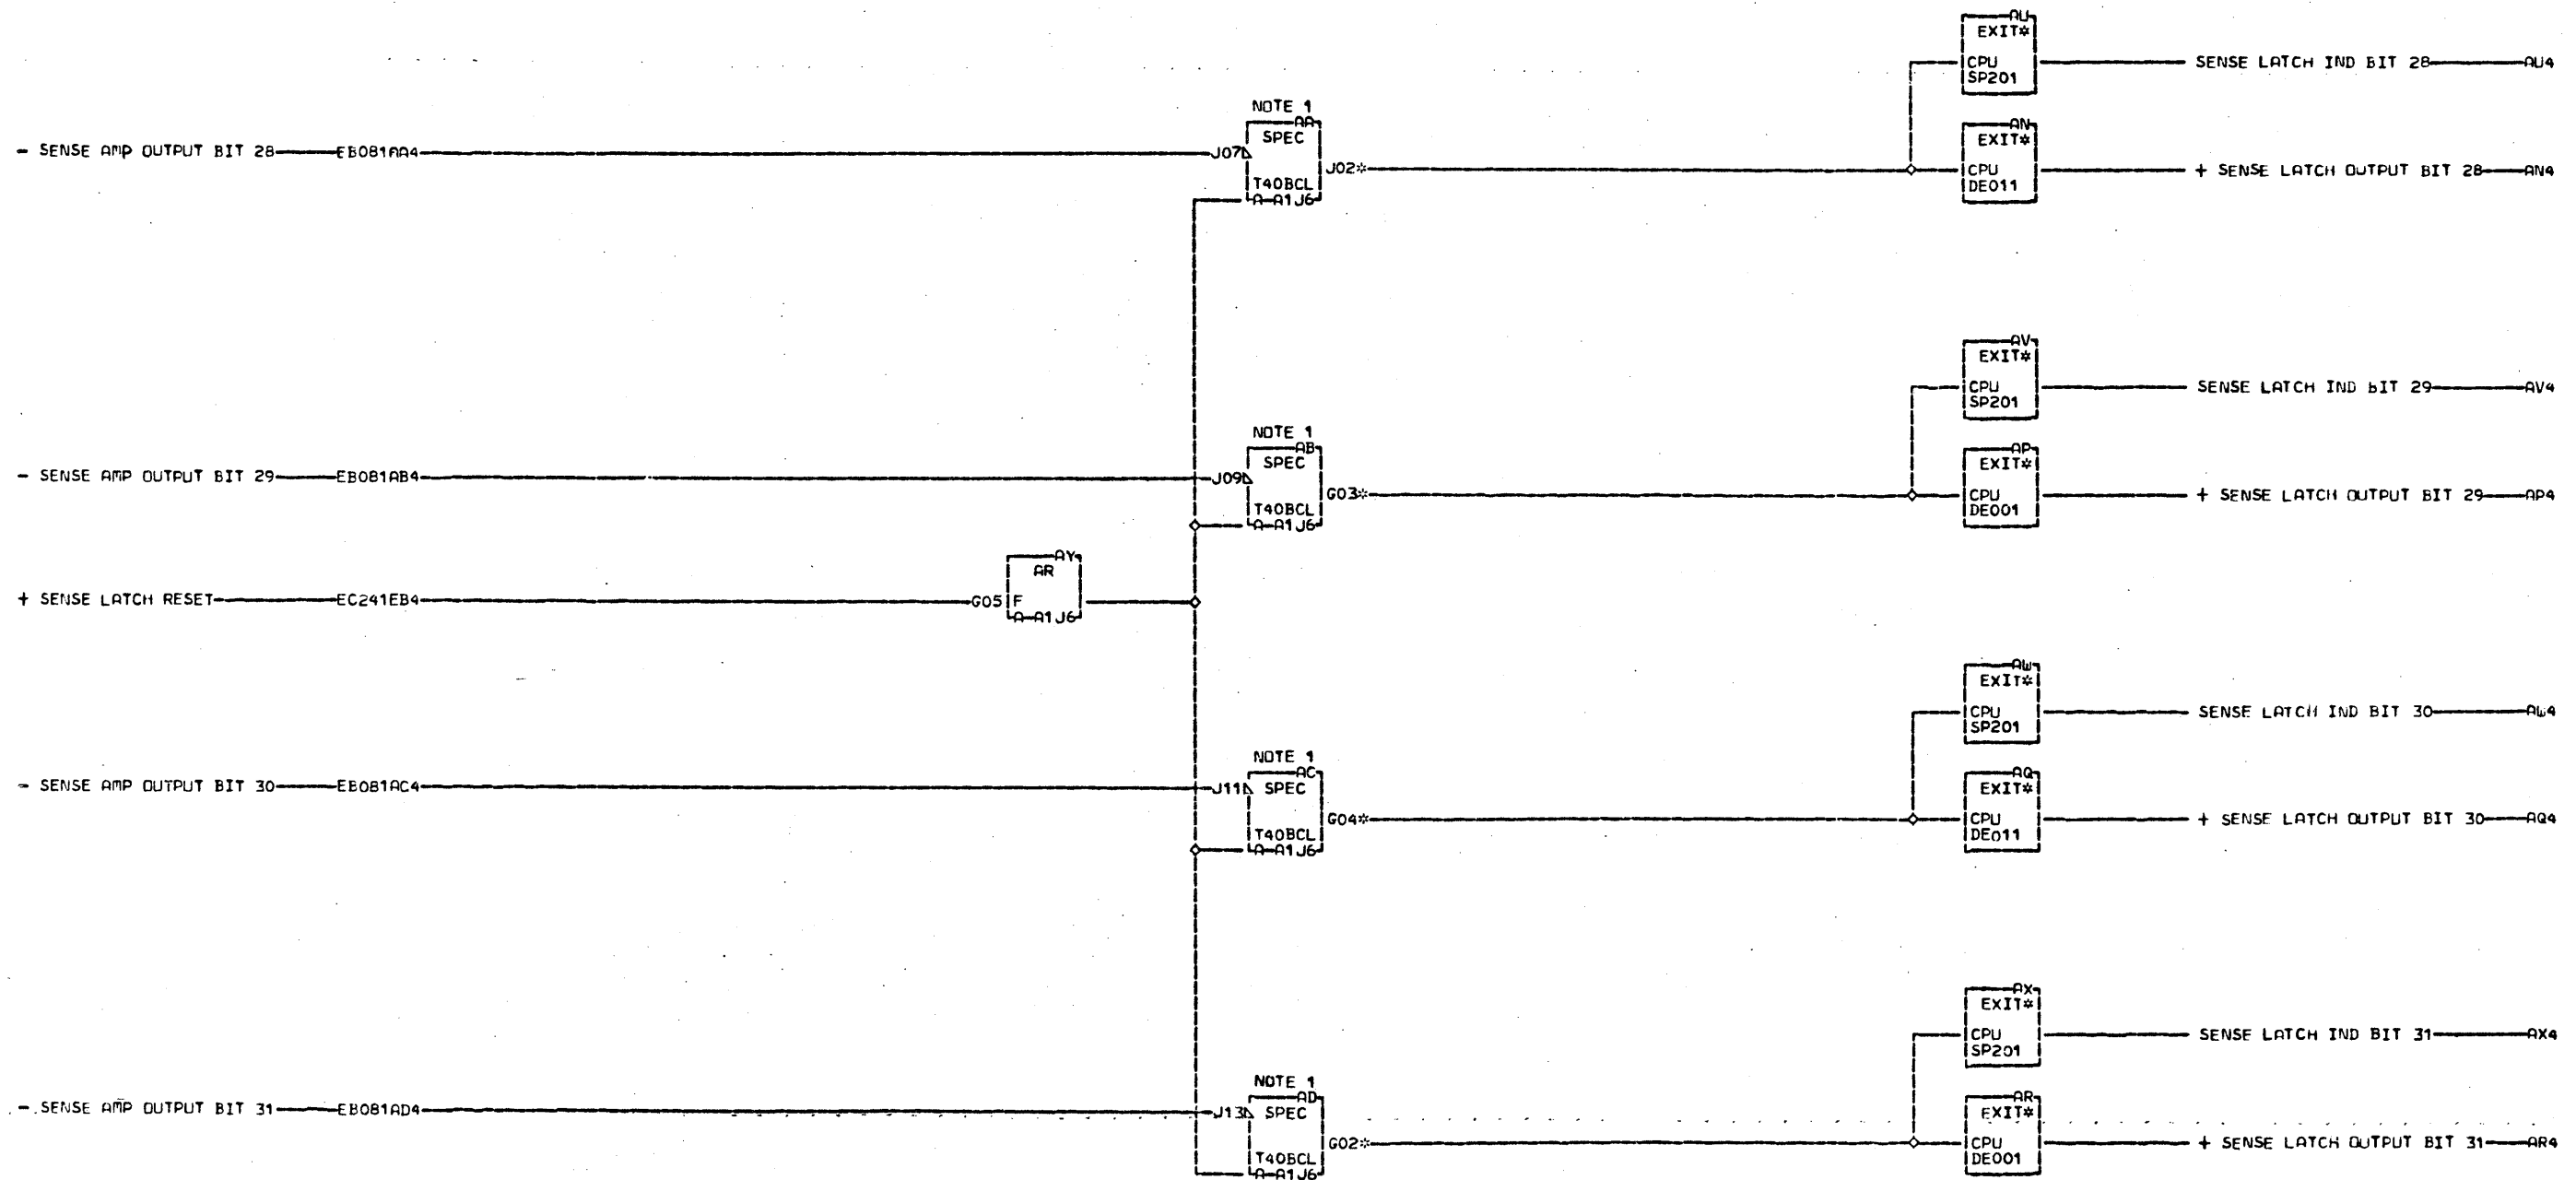 AU
EXIT*
CPU SENSE LATCH IND BIT 28 AU4
SP201
NOTE 1
AA
SPEC
AN
EXIT*
- SENSE AMP OUTPUT BIT 28 EB081AA4 J07
J02* CPU + SENSE LATCH OUTPUT BIT 28 AN4
T40BCL DE011
A-A1J6
AV
EXIT*
CPU SENSE LATCH IND BIT 29 AV4
SP201
NOTE 1
AB
SPEC
AP
EXIT*
- SENSE AMP OUTPUT BIT 29 EB081AB4 J09
G03* CPU + SENSE LATCH OUTPUT BIT 29 AP4
T40BCL DE001
A-A1J6
AY
AR
+ SENSE LATCH RESET EC241EB4 G05 F
A-A1J6
AW
EXIT*
CPU SENSE LATCH IND BIT 30 AW4
SP201
NOTE 1
AC
AQ
- SENSE AMP OUTPUT BIT 30 EB081AC4 J11 SPEC EXIT*
G04* CPU + SENSE LATCH OUTPUT BIT 30 AQ4
T40BCL DE011
A-A1J6
AX
EXIT*
CPU SENSE LATCH IND BIT 31 AX4
SP201
NOTE 1
AD
AR
- SENSE AMP OUTPUT BIT 31 EB081AD4 J13 SPEC EXIT*
G02* CPU + SENSE LATCH OUTPUT BIT 31 AR4
T40BCL DE001
A-A1J6